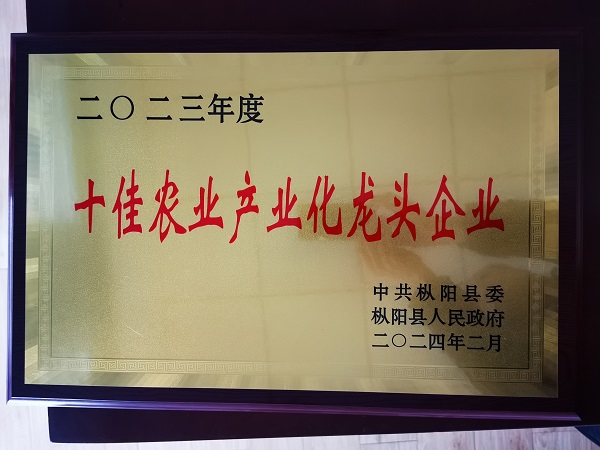 二〇二三年度
十佳农业产业化龙头企业
中共枞阳县委
枞阳县人民政府
二〇二四年二月